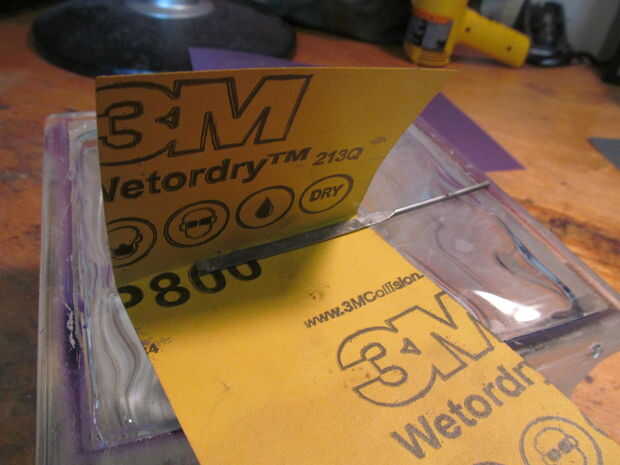 3M
Wetordry™ 213Q
DRY
P800
www.3MCollision.
3M
Wetordry